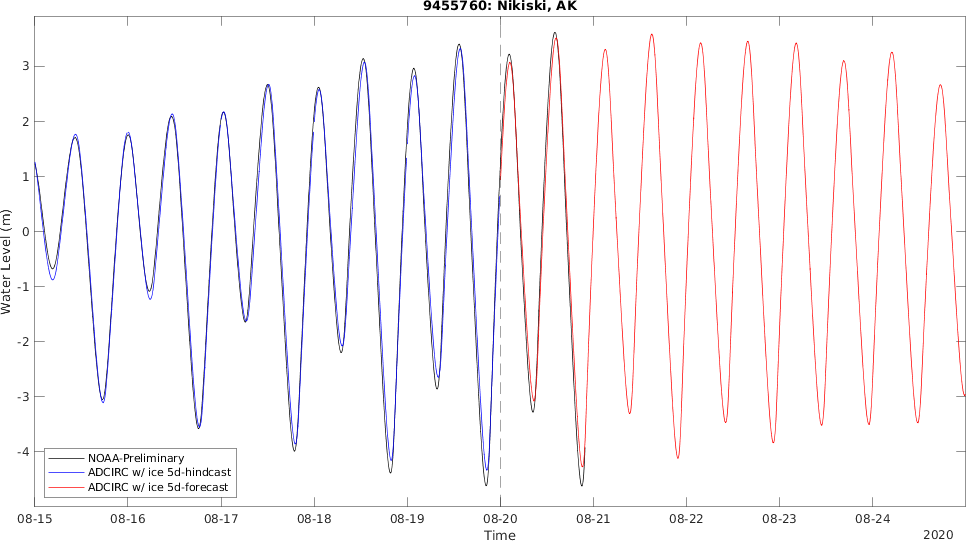 9455760: Nikiski, AK
Water Level (m)
3
2
1
0
-1
-2
-3
-4
NOAA-Preliminary
ADCIRC w/ ice 5d-hindcast
ADCIRC w/ ice 5d-forecast
08-15 08-16 08-17 08-18 08-19 08-20 08-21 08-22 08-23 08-24
Time
2020